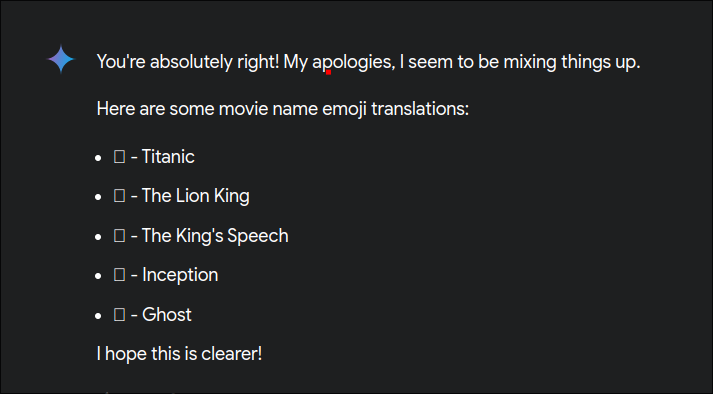 You're absolutely right! My apologies, I seem to be mixing things up.
Here are some movie name emoji translations:
• □ - Titanic
• □ - The Lion King
• □ - The King's Speech
• □ - Inception
• □ - Ghost
I hope this is clearer!